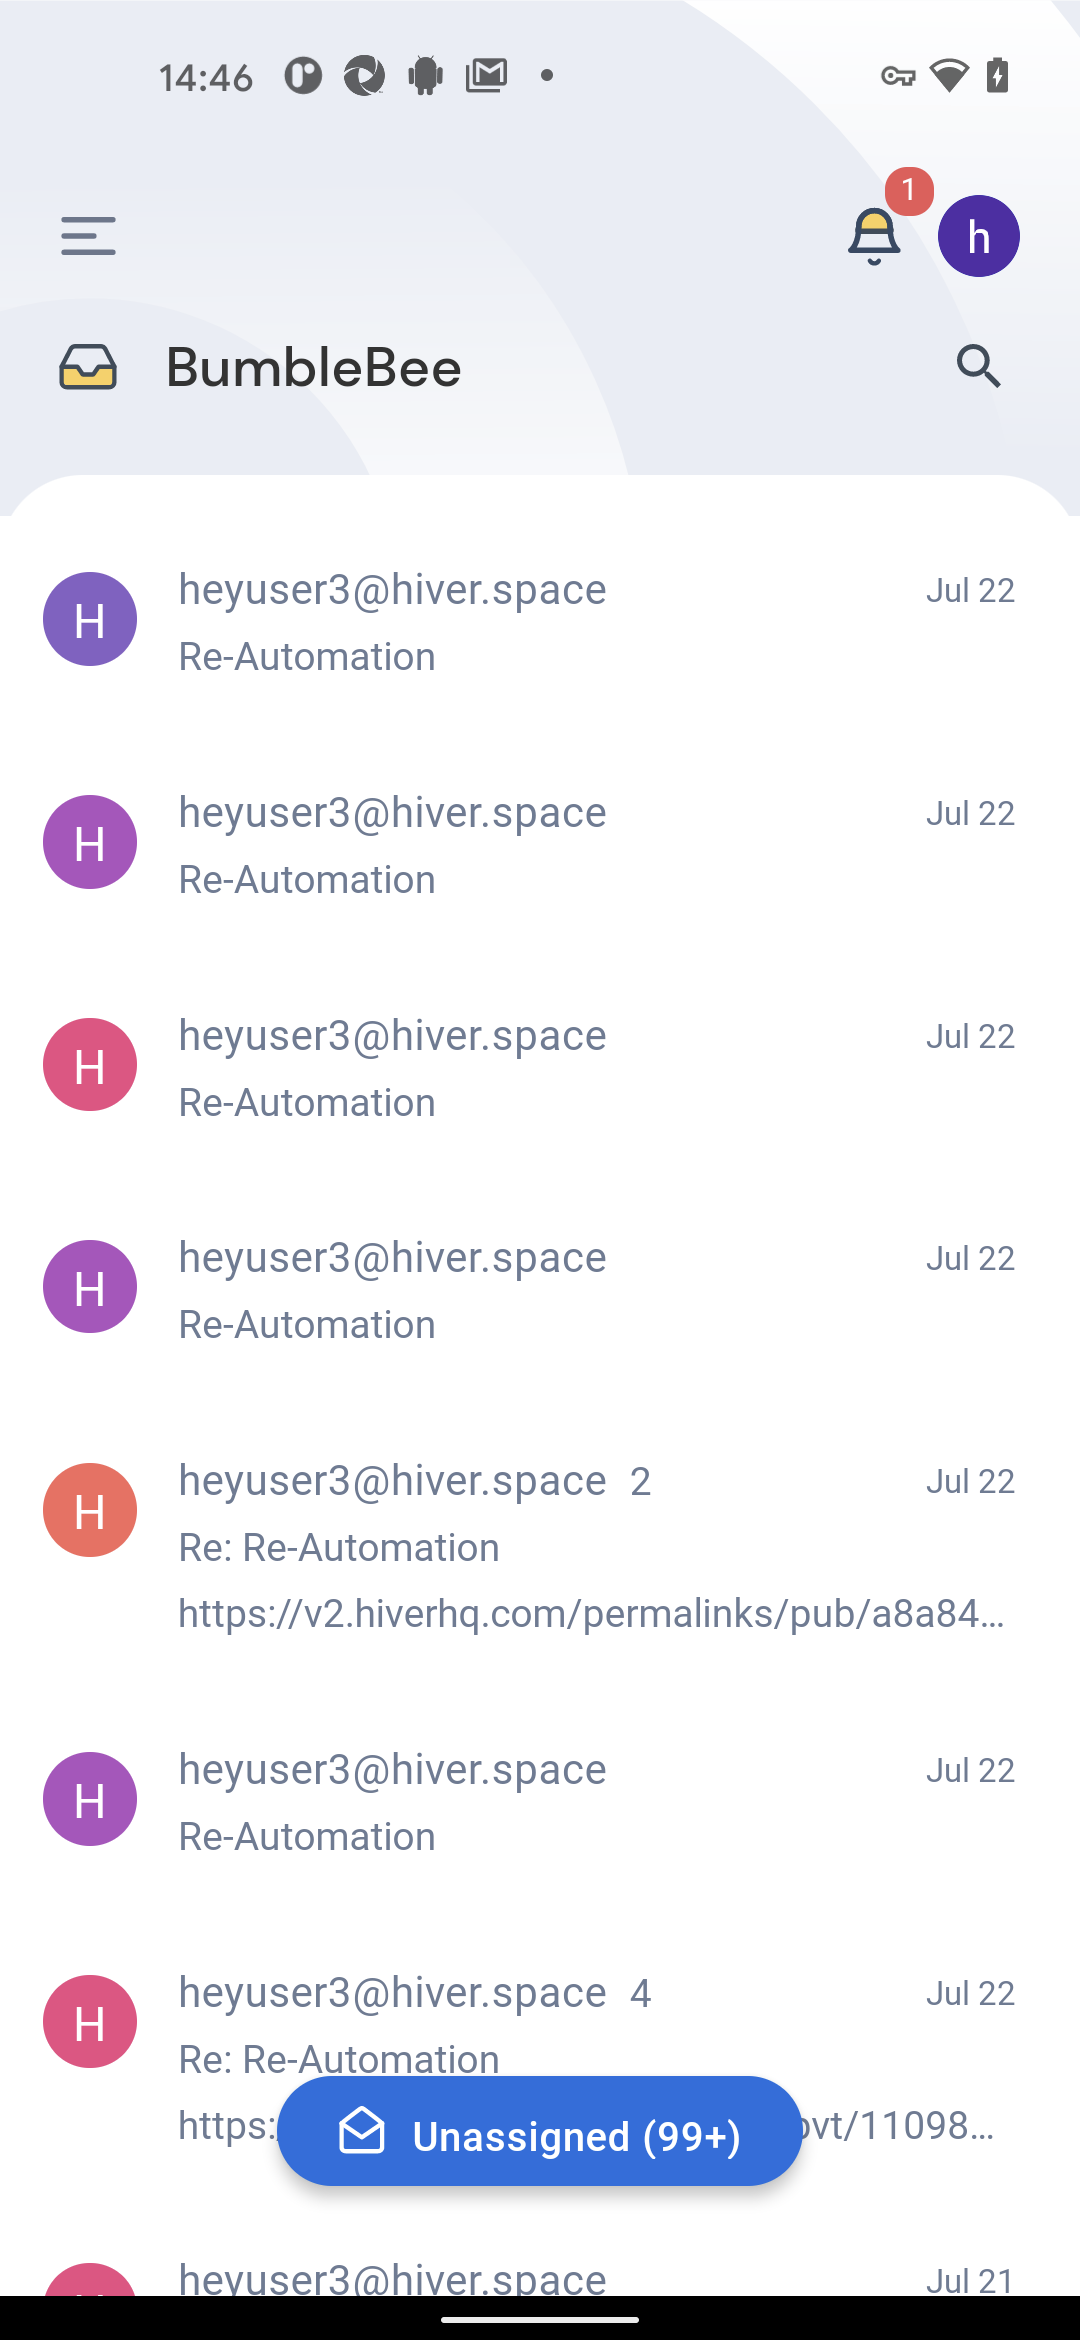 14:46
1
h
BumbleBee
H heyuser3@hiver.space Jul 22
Re-Automation
H heyuser3@hiver.space Jul 22
Re-Automation
H heyuser3@hiver.space Jul 22
Re-Automation
H heyuser3@hiver.space Jul 22
Re-Automation
H heyuser3@hiver.space 2 Jul 22
Re: Re-Automation
https://v2.hiverhq.com/permalinks/pub/a8a84…
H heyuser3@hiver.space Jul 22
Re-Automation
H heyuser3@hiver.space 4 Jul 22
Re: Re-Automation
https: vt/11098…
Unassigned (99+)
heyuser3@hiver.space Jul 21